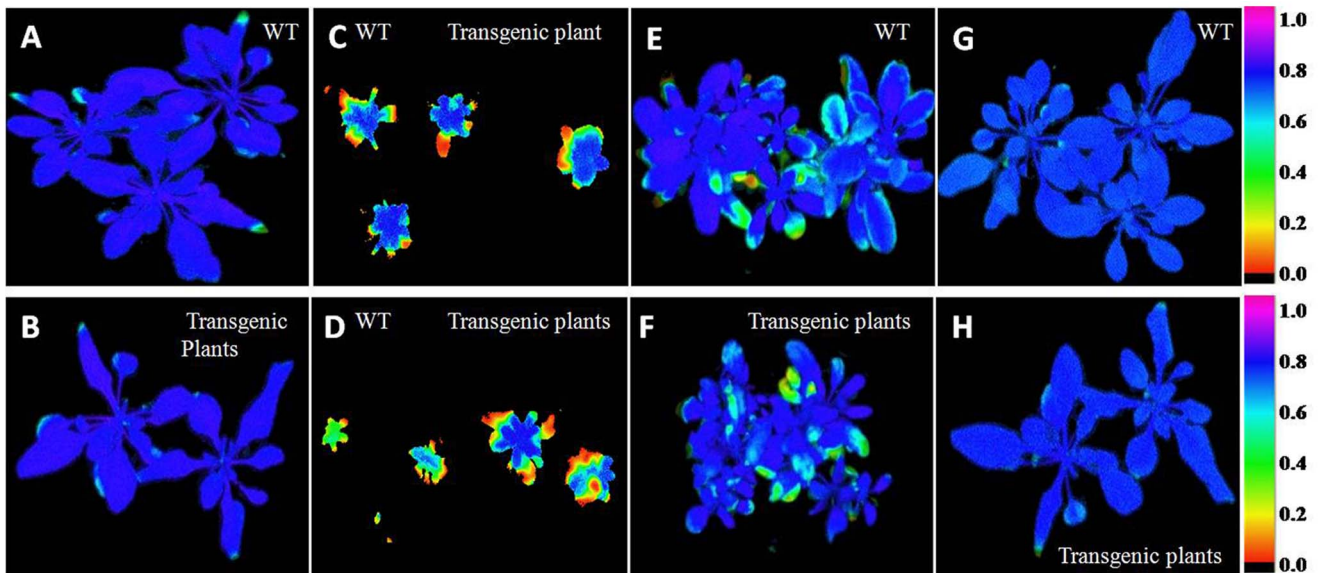 A WT
C WT Transgenic plant
E WT
G WT
1.0
0.8
0.6
0.4
0.2
0.0
B Transgenic
Plants
D WT Transgenic plants
F Transgenic plants
H
Transgenic plants
1.0
0.8
0.6
0.4
0.2
0.0